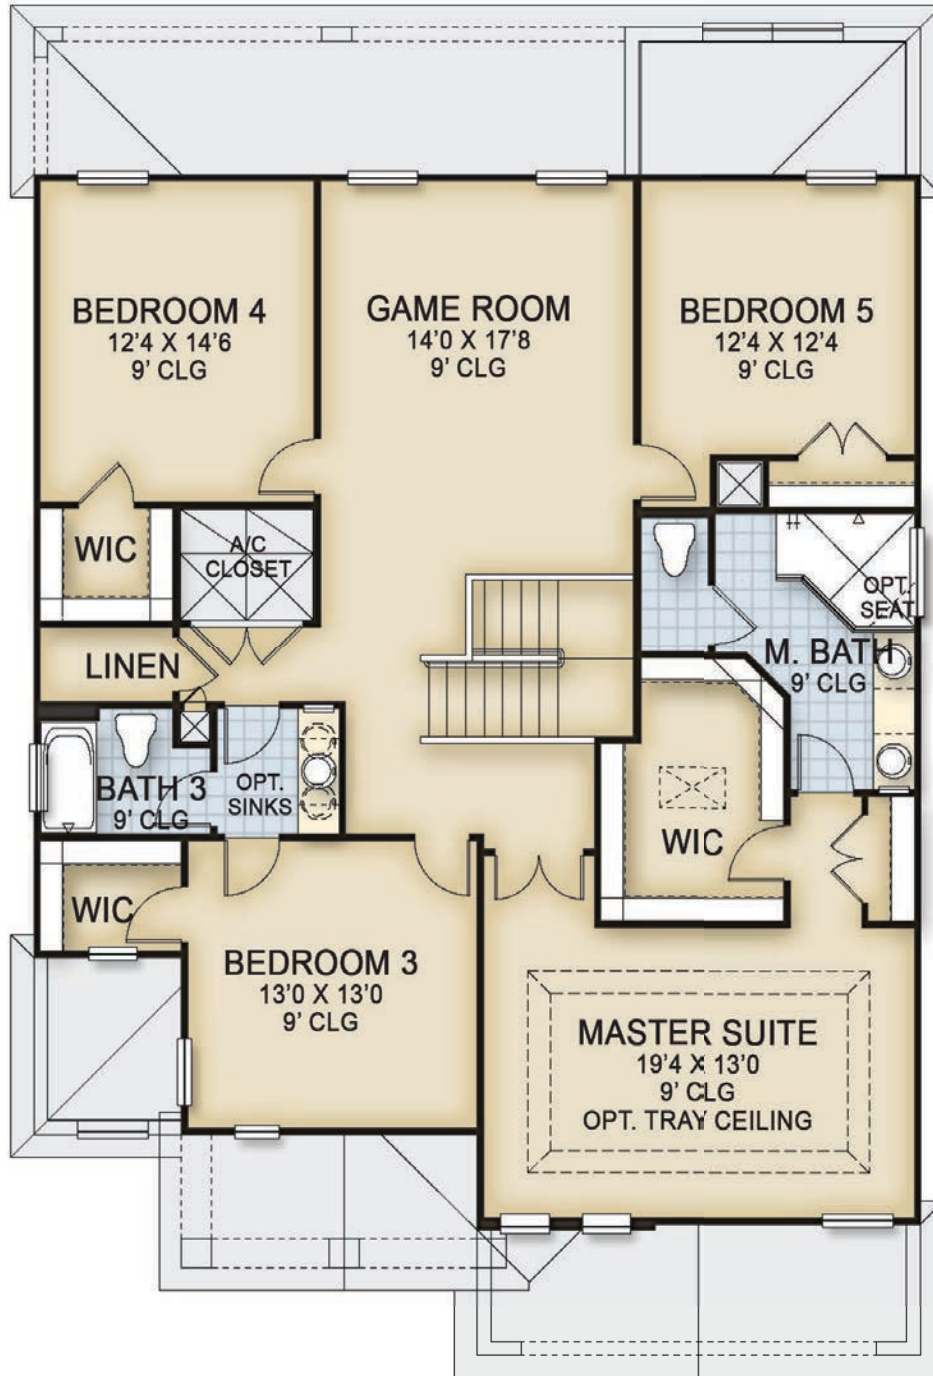 BEDROOM 4
12'4 X 14'6
9' CLG
GAME ROOM
14'0 X 17'8
9' CLG
BEDROOM 5
12'4 X 12'4
9' CLG
WIC
A/C
CLOSET
OPT.
SEAT
LINEN
M. BATH
9' CLG
BATH 3
9' CLG
OPT.
SINKS
WIC
WIC
BEDROOM 3
13'0 X 13'0
9' CLG
MASTER SUITE
19'4 X 13'0
9' CLG
OPT. TRAY CEILING